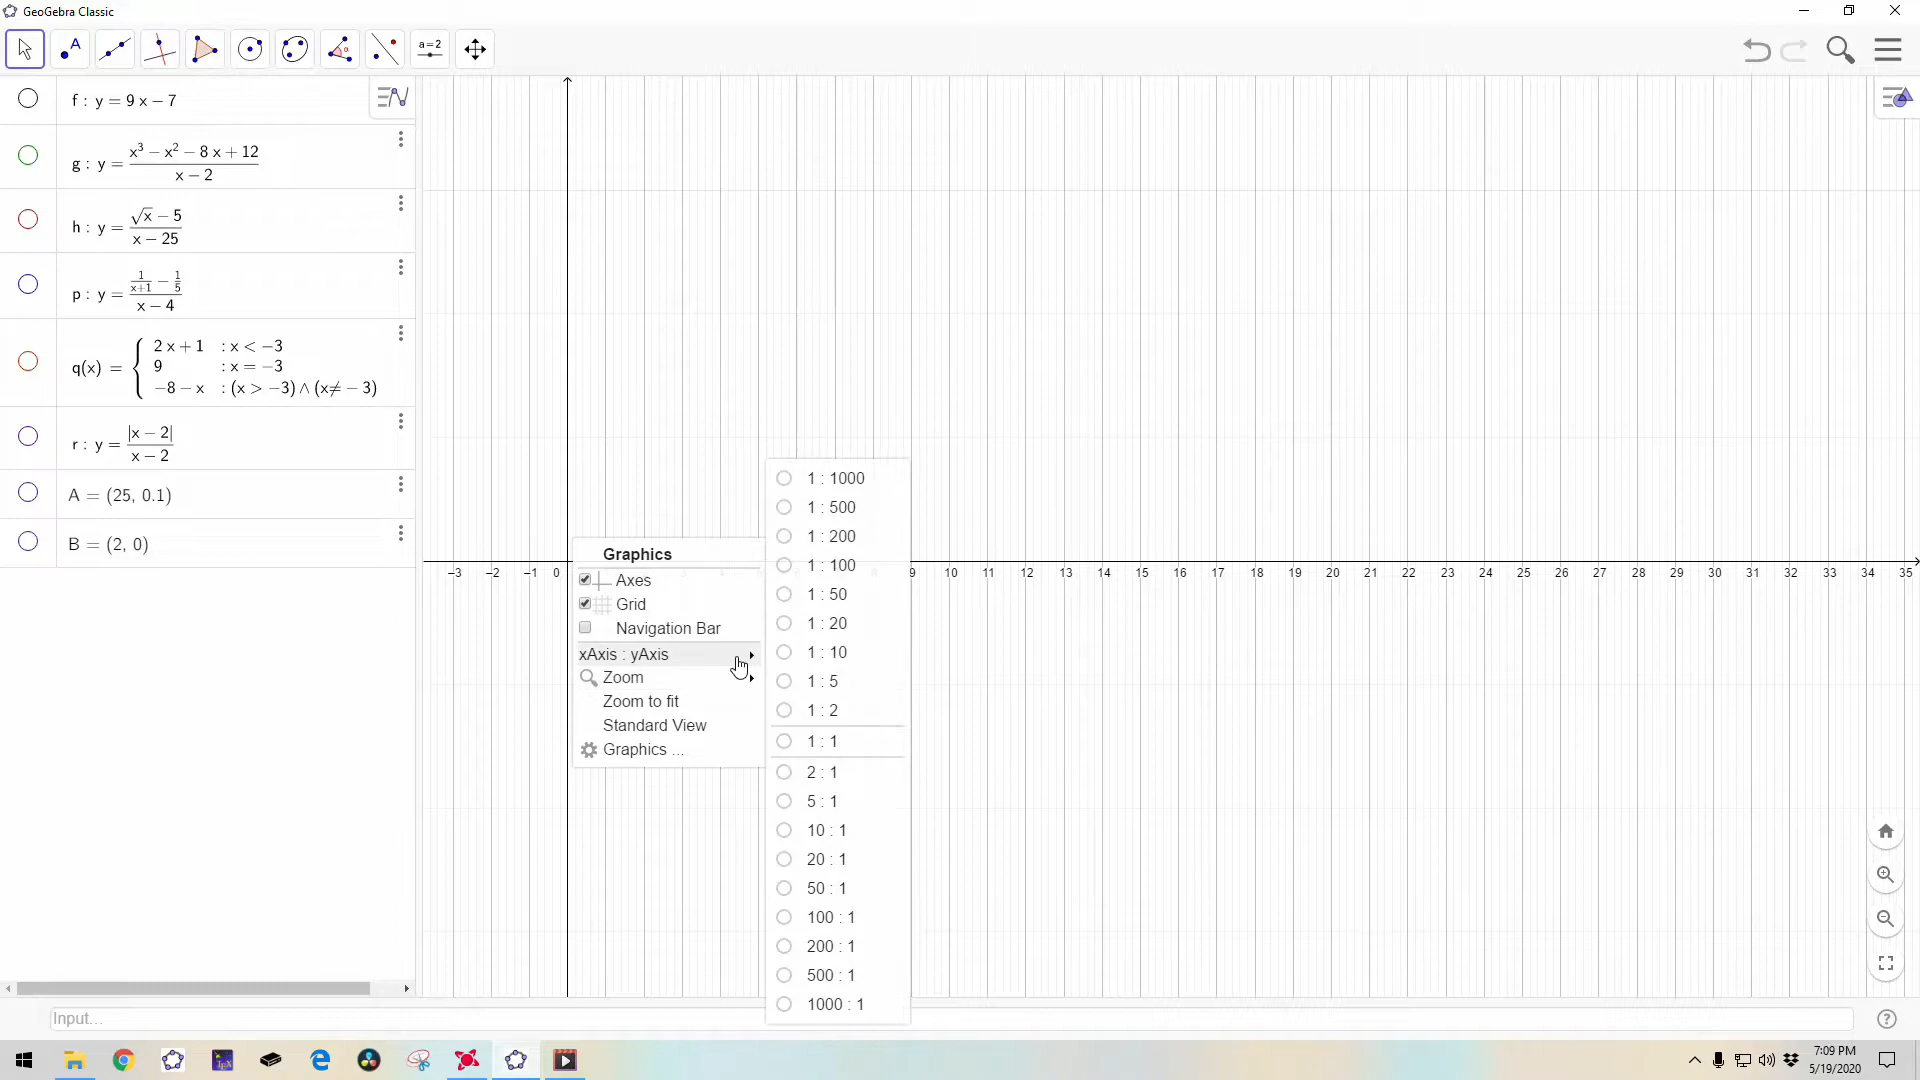 GeoGebra Classic
A
a=2
f : y = 9 x − 7
g : y = (x³ − x² − 8 x + 12)/(x − 2)
h : y = (√x − 5)/(x − 25)
p : y = (1/(x+1) − 1/5)/(x − 4)
q(x) = { 2 x + 1 : x < −3
9 : x = −3
−8 − x : (x > −3) ∧ (x ≠ − 3)
r : y = |x − 2|/(x − 2)
A = (25, 0.1)
B = (2, 0)
−3 −2 −1 0 9 10 11 12 13 14 15 16 17 18 19 20 21 22 23 24 25 26 27 28 29 30 31 32 33 34 35
Graphics
Axes
Grid
Navigation Bar
xAxis : yAxis
Zoom
Zoom to fit
Standard View
Graphics ...
1 : 1000
1 : 500
1 : 200
1 : 100
1 : 50
1 : 20
1 : 10
1 : 5
1 : 2
1 : 1
2 : 1
5 : 1
10 : 1
20 : 1
50 : 1
100 : 1
200 : 1
500 : 1
1000 : 1
Input...
7:09 PM
5/19/2020